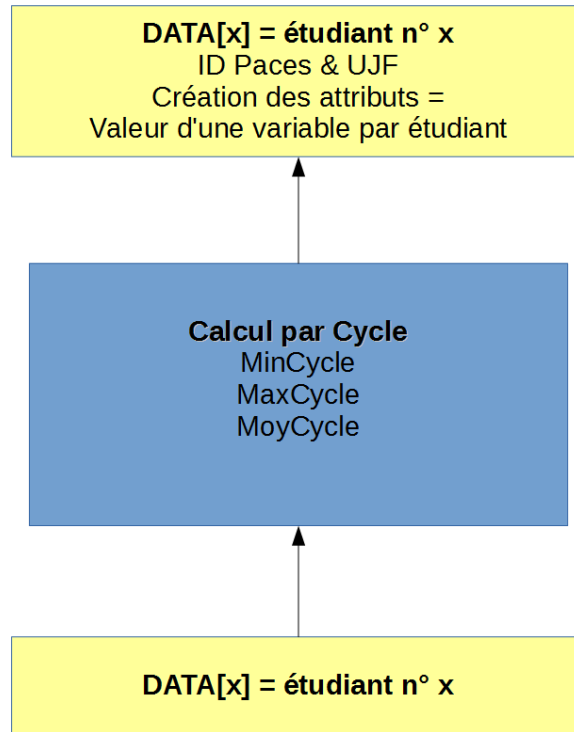 DATA[x] = étudiant n° x
ID Paces & UJF
Création des attributs =
Valeur d'une variable par étudiant
Calcul par Cycle
MinCycle
MaxCycle
MoyCycle
DATA[x] = étudiant n° x